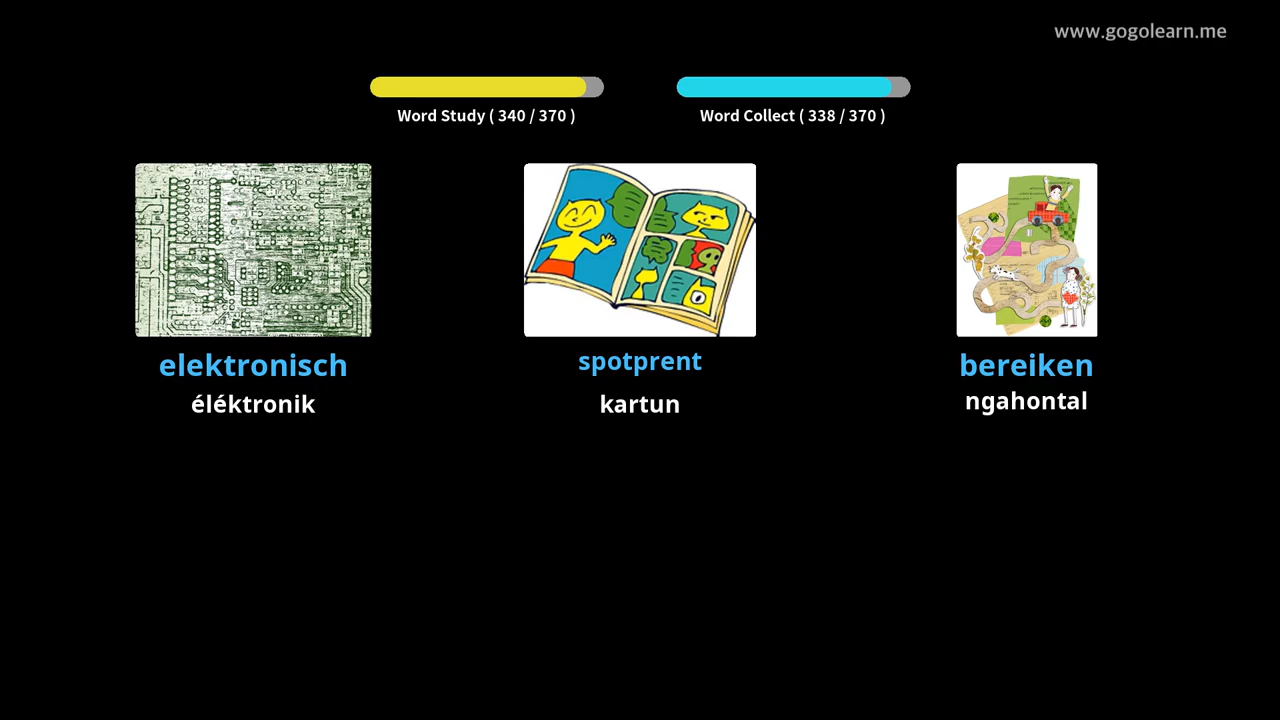 www.gogolearn.me
Word Study ( 340 / 370 )
Word Collect ( 338 / 370 )
elektronisch
spotprent
bereiken
éléktronik
kartun
ngahontal